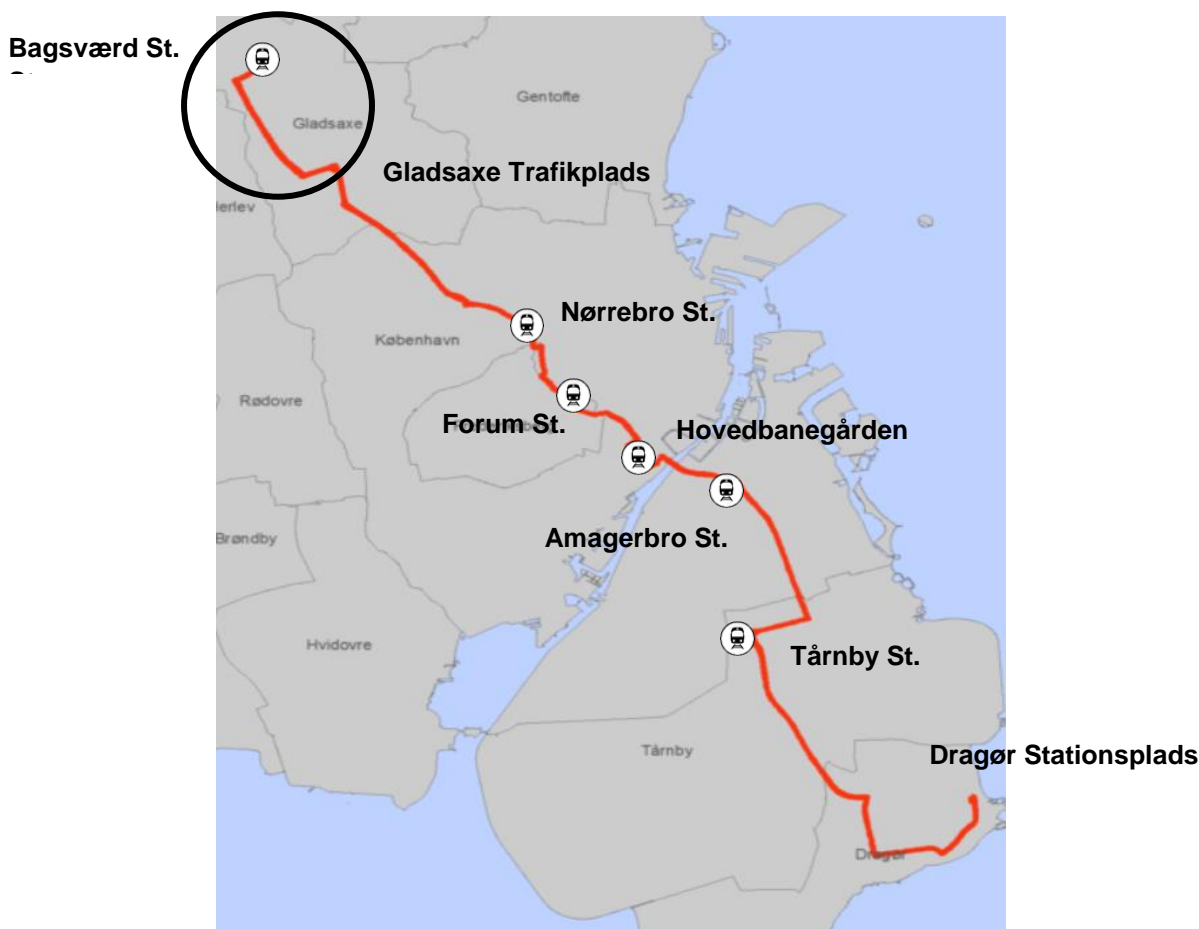 Bagsværd St.
Gentofte
Gladsaxe
Gladsaxe Trafikplads
Nørrebro St.
København
Rødovre
Forum St.
Hovedbanegården
Brøndby
Amagerbro St.
Hvidovre
Tårnby St.
Tårnby
Dragør Stationsplads
Dragør